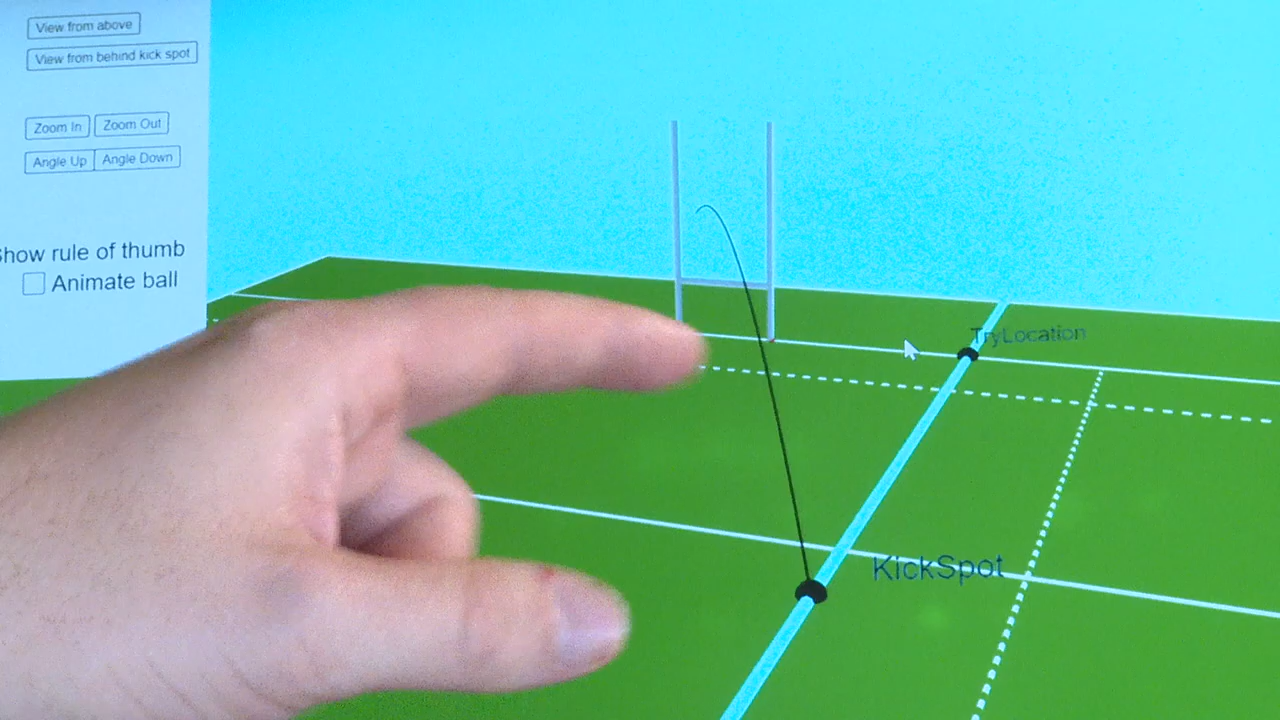 View from above
View from behind kick spot
Zoom In Zoom Out
Angle Up Angle Down
Show rule of thumb
Animate ball
TryLocation
KickSpot